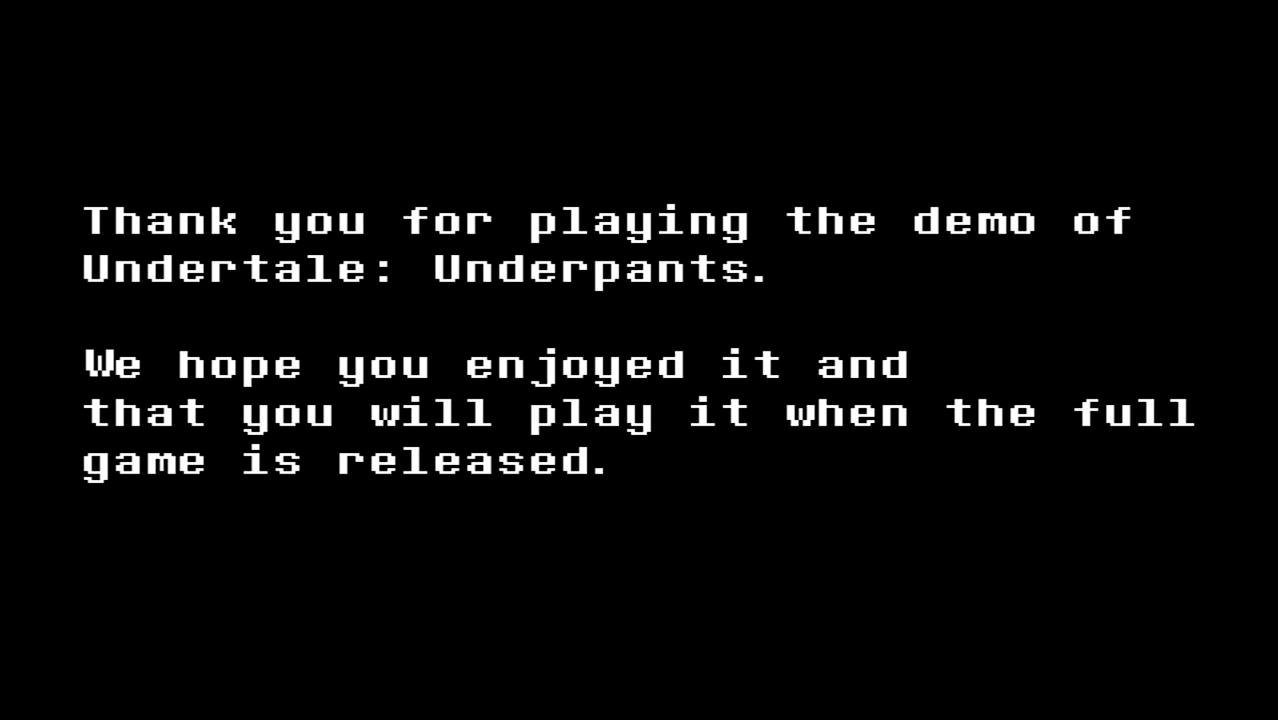 Thank you for playing the demo of
Undertale: Underpants.
We hope you enjoyed it and
that you will play it when the full
game is released.